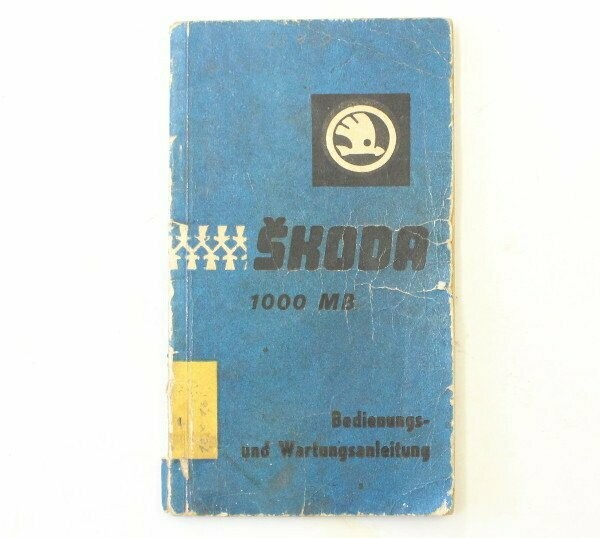 ŠKODA
1000 MB
Bedienungs-
und Wartungsanleitung